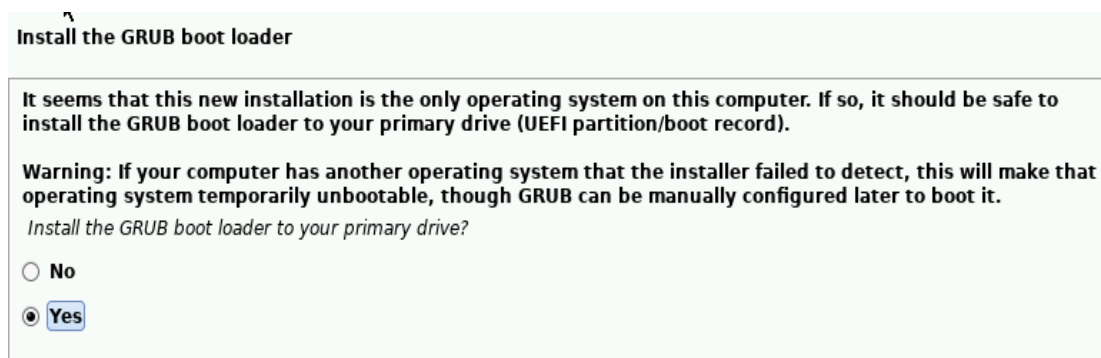 Install the GRUB boot loader
It seems that this new installation is the only operating system on this computer. If so, it should be safe to
install the GRUB boot loader to your primary drive (UEFI partition/boot record).
Warning: If your computer has another operating system that the installer failed to detect, this will make that
operating system temporarily unbootable, though GRUB can be manually configured later to boot it.
Install the GRUB boot loader to your primary drive?
No
Yes